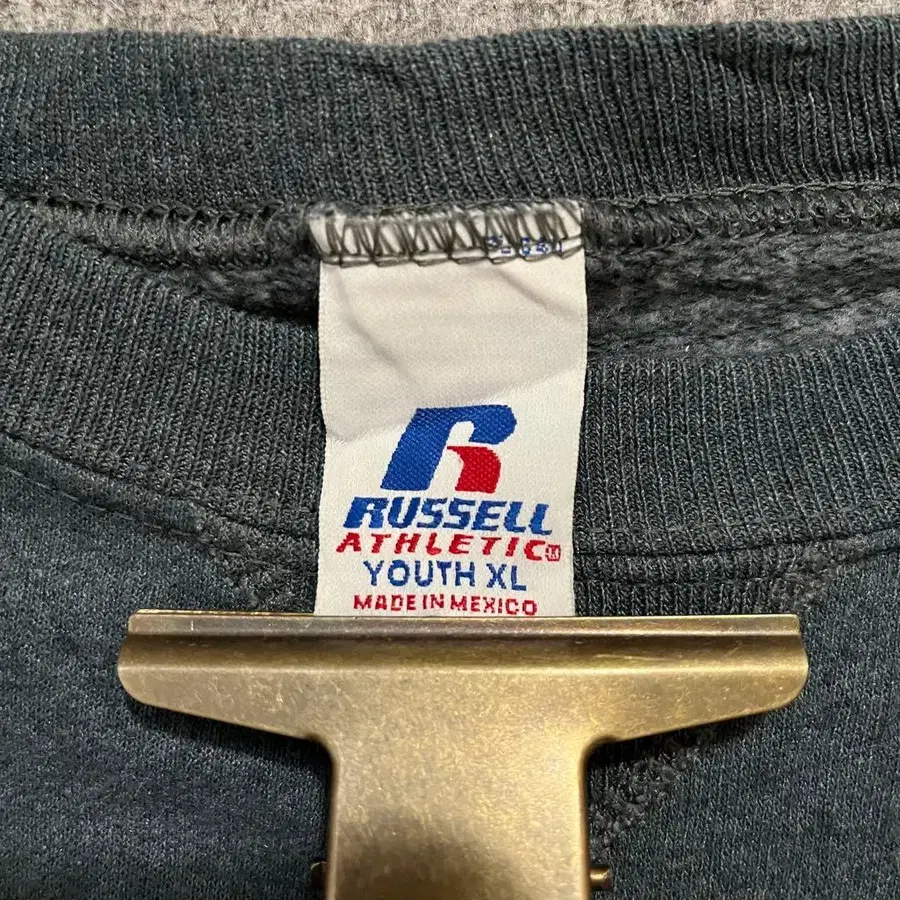 RUSSELL
ATHLETIC
YOUTH XL
MADE IN MEXICO